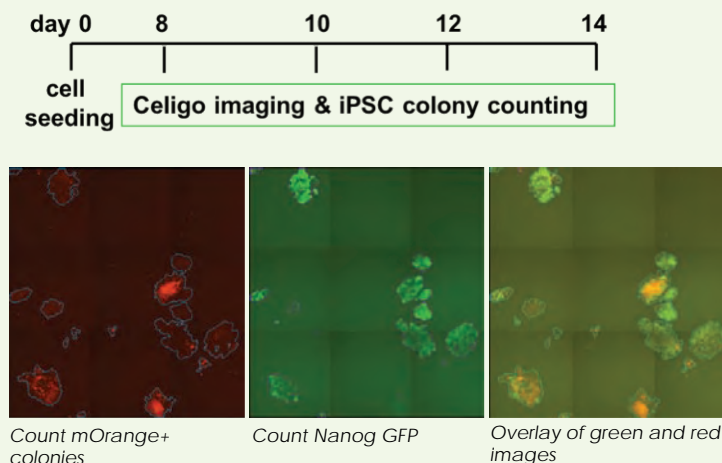 day 0 8 10 12 14
cell
seeding
Celigo imaging & iPSC colony counting
Count mOrange+
colonies
Count Nanog GFP
Overlay of green and red
images